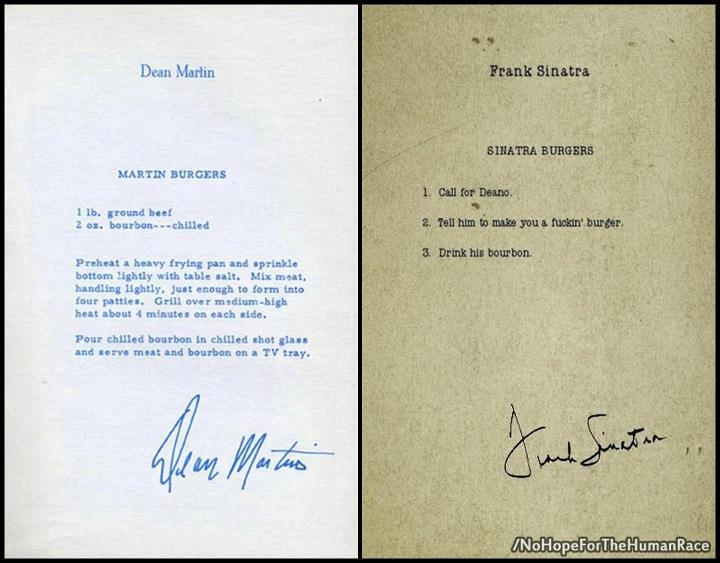 Dean Martin
MARTIN BURGERS
1 lb. ground beef
2 oz. bourbon---chilled
Preheat a heavy frying pan and sprinkle
bottom lightly with table salt. Mix meat,
handling lightly, just enough to form into
four patties. Grill over medium-high
heat about 4 minutes on each side.
Pour chilled bourbon in chilled shot glass
and serve meat and bourbon on a TV tray.
Dean Martin
Frank Sinatra
SINATRA BURGERS
1. Call for Deano.
2. Tell him to make you a fuckin' burger.
3. Drink his bourbon.
Frank Sinatra
/NoHopeForTheHumanRace